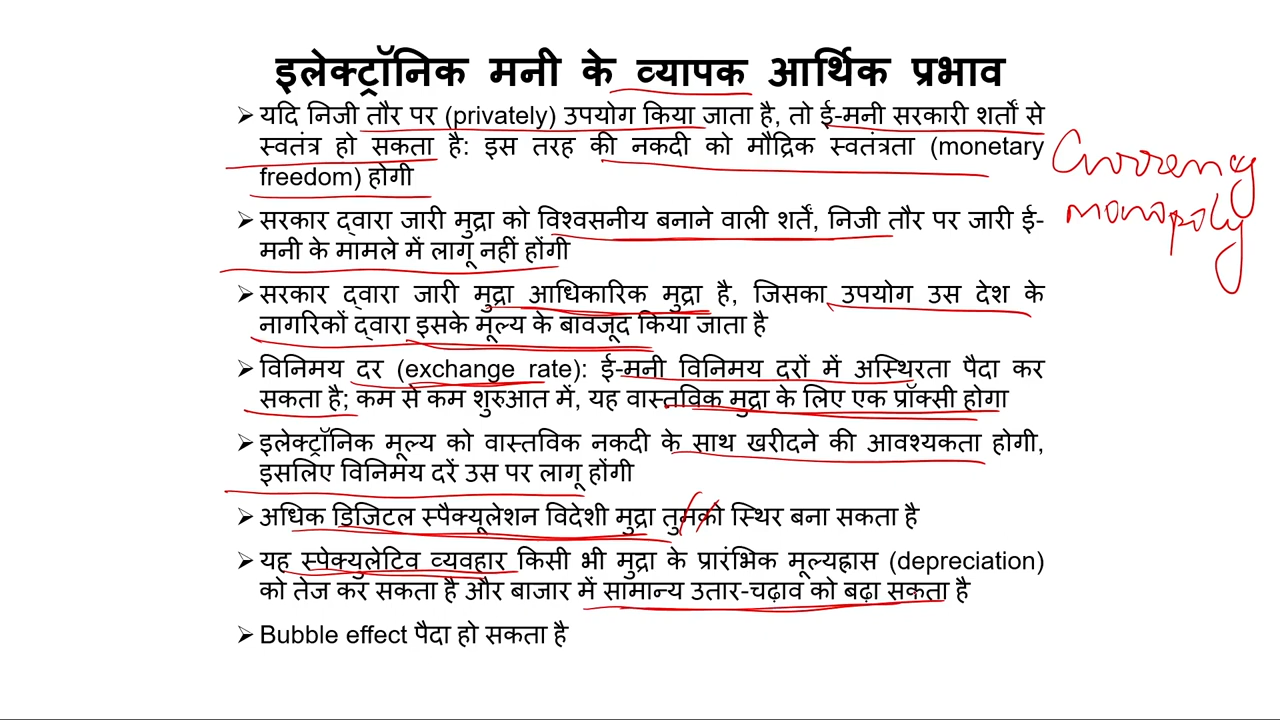 इलेक्ट्रॉनिक मनी के व्यापक आर्थिक प्रभाव
➢ यदि निजी तौर पर (privately) उपयोग किया जाता है, तो ई-मनी सरकारी शर्तों से
स्वतंत्र हो सकता है: इस तरह की नकदी को मौद्रिक स्वतंत्रता (monetary
freedom) होगी
Currency
monopoly
➢ सरकार द्वारा जारी मुद्रा को विश्वसनीय बनाने वाली शर्तें, निजी तौर पर जारी ई-
मनी के मामले में लागू नहीं होंगी
➢ सरकार द्वारा जारी मुद्रा आधिकारिक मुद्रा है, जिसका उपयोग उस देश के
नागरिकों द्वारा इसके मूल्य के बावजूद किया जाता है
➢ विनिमय दर (exchange rate): ई-मनी विनिमय दरों में अस्थिरता पैदा कर
सकता है; कम से कम शुरुआत में, यह वास्तविक मुद्रा के लिए एक प्रॉक्सी होगा
➢ इलेक्ट्रॉनिक मूल्य को वास्तविक नकदी के साथ खरीदने की आवश्यकता होगी,
इसलिए विनिमय दरें उस पर लागू होंगी
➢ अधिक डिजिटल स्पैक्यूलेशन विदेशी मुद्रा तुमको स्थिर बना सकता है
➢ यह स्पेक्युलेटिव व्यवहार किसी भी मुद्रा के प्रारंभिक मूल्यह्रास (depreciation)
को तेज कर सकता है और बाजार में सामान्य उतार-चढ़ाव को बढ़ा सकता है
➢ Bubble effect पैदा हो सकता है